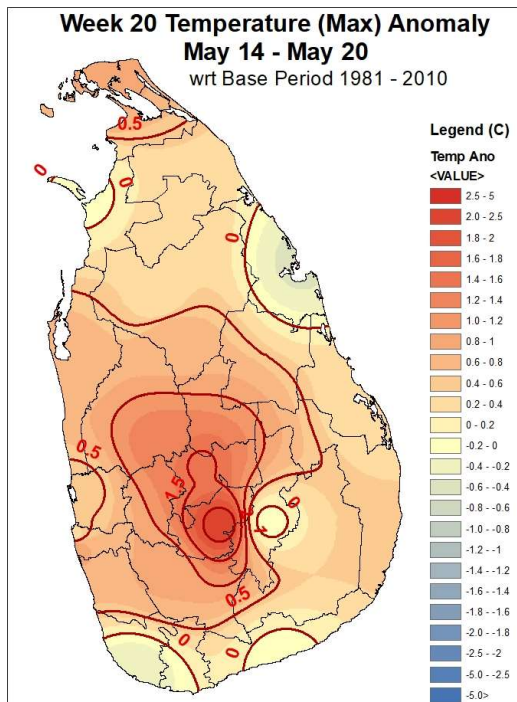 Week 20 Temperature (Max) Anomaly
May 14 - May 20
wrt Base Period 1981 - 2010
0.5
0
0
0
Legend (C)
Temp Ano
<VALUE>
2.5 - 5
2.0 - 2.5
1.8 - 2
1.6 - 1.8
1.4 - 1.6
1.2 - 1.4
1.0 - 1.2
0.8 - 1
0.6 - 0.8
0.4 - 0.6
0.2 - 0.4
0 - 0.2
-0.2 - 0
-0.4 - -0.2
-0.6 - -0.4
-0.8 - -0.6
-1.0 - -0.8
-1.2 - -1
-1.4 - -1.2
-1.6 - -1.4
-1.8 - -1.6
-2.0 - -1.8
-2.5 - -2
-5.0 - -2.5
-5.0>
0.5
1.5
0
1
0.5
0
0